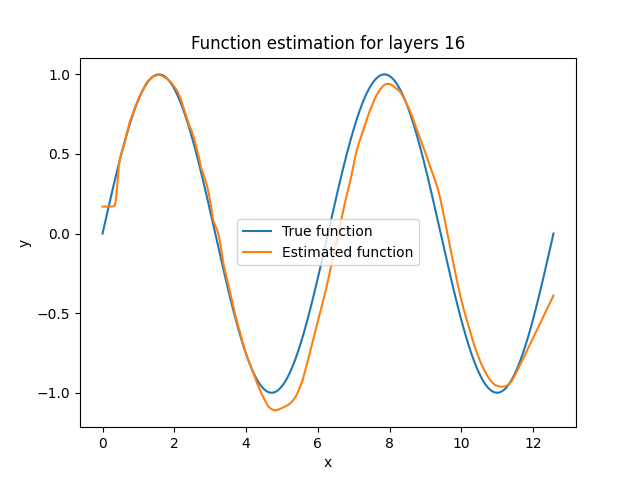 Function estimation for layers 16
1.0
0.5
0.0
−0.5
−1.0
y
True function
Estimated function
0 2 4 6 8 10 12
x